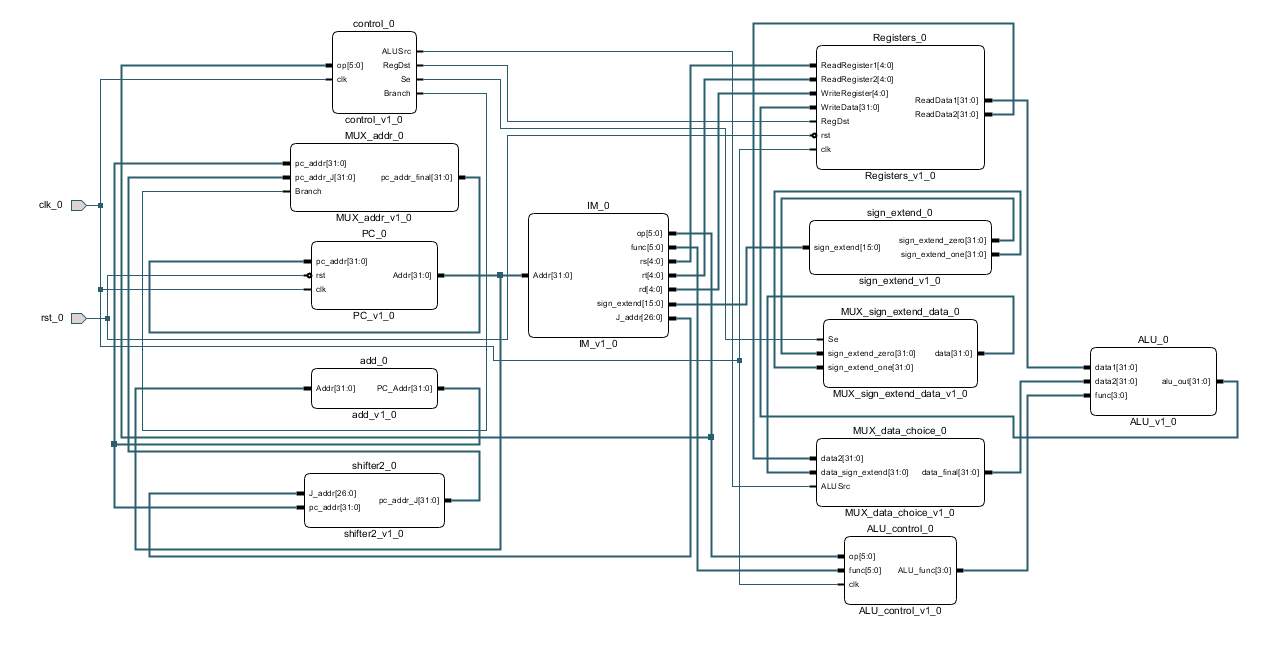 control_0
op[5:0]
clk
ALUSrc
RegDst
Se
Branch
control_v1_0
MUX_addr_0
pc_addr[31:0]
pc_addr_J[31:0]
Branch
pc_addr_final[31:0]
MUX_addr_v1_0
clk_0
rst_0
PC_0
pc_addr[31:0]
rst
clk
Addr[31:0]
PC_v1_0
add_0
Addr[31:0]
PC_Addr[31:0]
add_v1_0
shifter2_0
J_addr[26:0]
pc_addr[31:0]
pc_addr_J[31:0]
shifter2_v1_0
IM_0
Addr[31:0]
op[5:0]
func[5:0]
rs[4:0]
rt[4:0]
rd[4:0]
sign_extend[15:0]
J_addr[26:0]
IM_v1_0
Registers_0
ReadRegister1[4:0]
ReadRegister2[4:0]
WriteRegister[4:0]
WriteData[31:0]
RegDst
rst
clk
ReadData1[31:0]
ReadData2[31:0]
Registers_v1_0
sign_extend_0
sign_extend[15:0]
sign_extend_zero[31:0]
sign_extend_one[31:0]
sign_extend_v1_0
MUX_sign_extend_data_0
Se
sign_extend_zero[31:0]
sign_extend_one[31:0]
data[31:0]
MUX_sign_extend_data_v1_0
MUX_data_choice_0
data2[31:0]
data_sign_extend[31:0]
ALUSrc
data_final[31:0]
MUX_data_choice_v1_0
ALU_control_0
op[5:0]
func[5:0]
clk
ALU_func[3:0]
ALU_control_v1_0
ALU_0
data1[31:0]
data2[31:0]
func[3:0]
alu_out[31:0]
ALU_v1_0